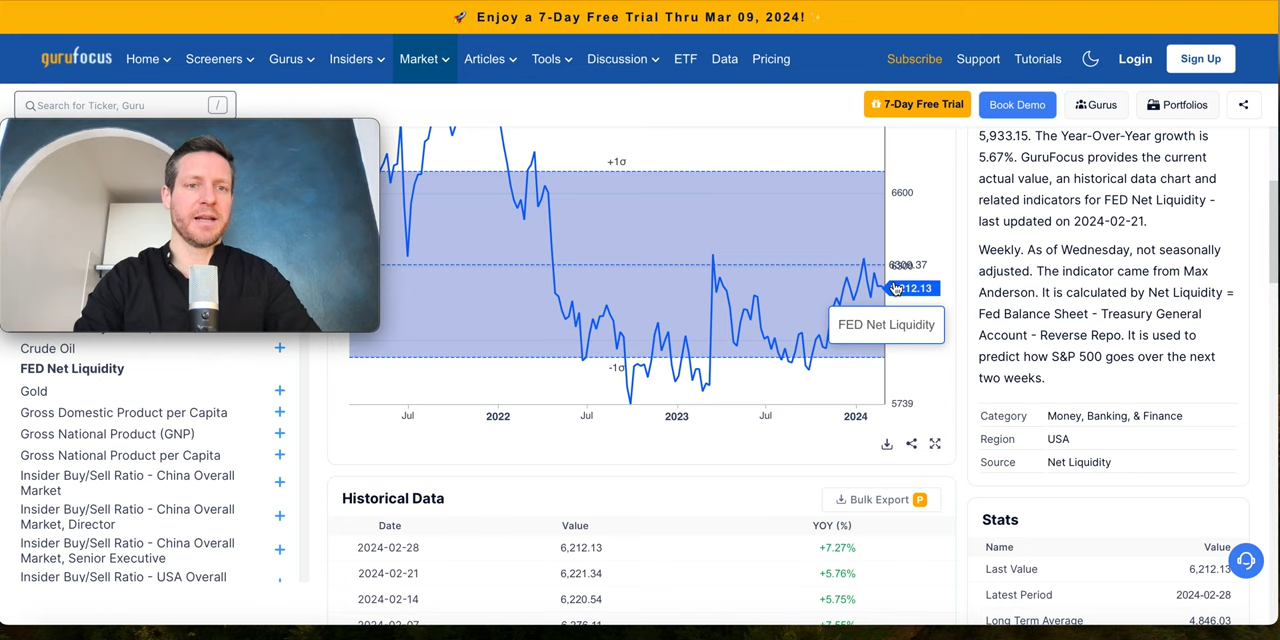 🚀 Enjoy a 7-Day Free Trial Thru Mar 09, 2024! ✨
gurufocus Home Screeners Gurus Insiders Market Articles Tools Discussion ETF Data Pricing Subscribe Support Tutorials Login Sign Up
Search for Ticker, Guru /
7-Day Free Trial Book Demo Gurus Portfolios
Crude Oil +
FED Net Liquidity
Gold +
Gross Domestic Product per Capita +
Gross National Product (GNP) +
Gross National Product per Capita +
Insider Buy/Sell Ratio - China Overall
Market +
Insider Buy/Sell Ratio - China Overall
Market, Director +
Insider Buy/Sell Ratio - China Overall
Market, Senior Executive +
Insider Buy/Sell Ratio - USA Overall
+1σ
6600
FED Net Liquidity
-1σ
5739
Jul 2022 Jul 2023 Jul 2024
Historical Data
Bulk Export P
Date Value YOY (%)
2024-02-28 6,212.13 +7.27%
2024-02-21 6,221.34 +5.76%
2024-02-14 6,220.54 +5.75%
5,933.15. The Year-Over-Year growth is
5.67%. GuruFocus provides the current
actual value, an historical data chart and
related indicators for FED Net Liquidity -
last updated on 2024-02-21.
Weekly. As of Wednesday, not seasonally
adjusted. The indicator came from Max
Anderson. It is calculated by Net Liquidity =
Fed Balance Sheet - Treasury General
Account - Reverse Repo. It is used to
predict how S&P 500 goes over the next
two weeks.
Category Money, Banking, & Finance
Region USA
Source Net Liquidity
Stats
Name Value
Last Value 6,212.13
Latest Period 2024-02-28
Long Term Average 4,846.03